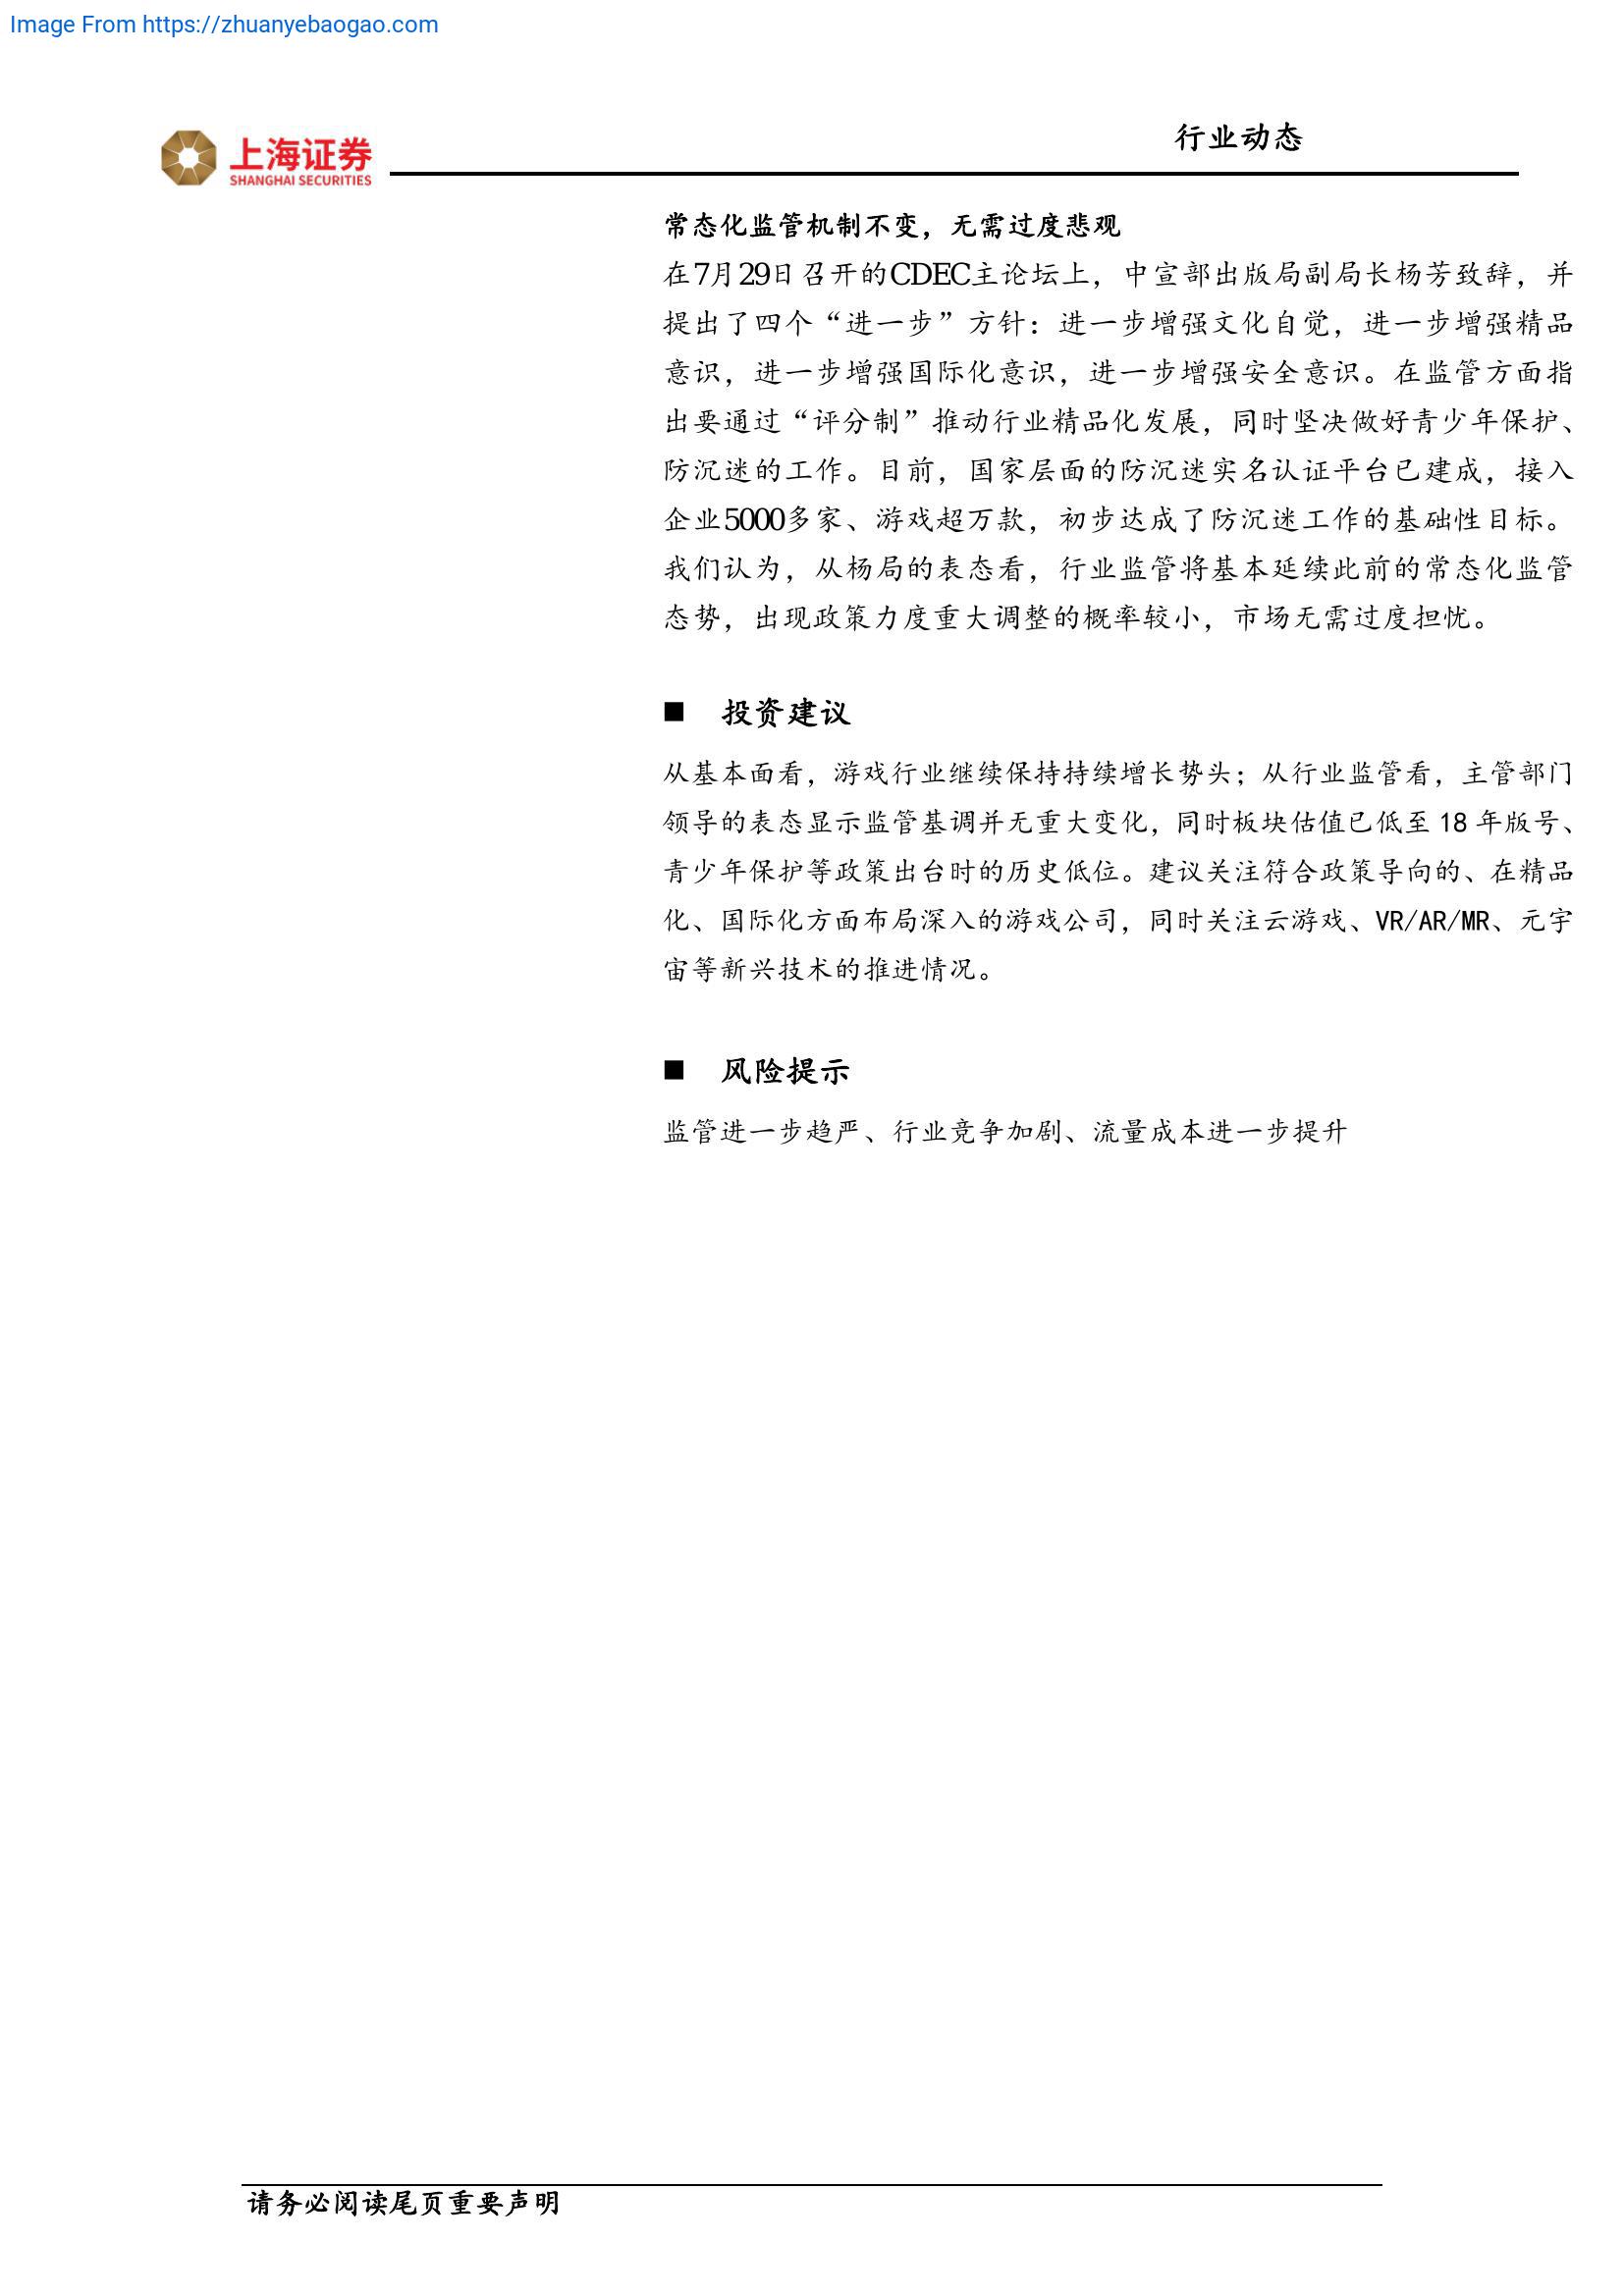 Image From https://zhuanyebaogao.com
行业动态
上海证券
SHANGHAI SECURITIES
常态化监管机制不变，无需过度悲观
在7月29日召开的CDEC主论坛上，中宣部出版局副局长杨芳致辞，并
提出了四个“进一步”方针：进一步增强文化自觉，进一步增强精品
意识，进一步增强国际化意识，进一步增强安全意识。在监管方面指
出要通过“评分制”推动行业精品化发展，同时坚决做好青少年保护、
防沉迷的工作。目前，国家层面的防沉迷实名认证平台已建成，接入
企业5000多家、游戏超万款，初步达成了防沉迷工作的基础性目标。
我们认为，从杨局的表态看，行业监管将基本延续此前的常态化监管
态势，出现政策力度重大调整的概率较小，市场无需过度担忧。
■ 投资建议
从基本面看，游戏行业继续保持持续增长势头；从行业监管看，主管部门
领导的表态显示监管基调并无重大变化，同时板块估值已低至 18 年版号、
青少年保护等政策出台时的历史低位。建议关注符合政策导向的、在精品
化、国际化方面布局深入的游戏公司，同时关注云游戏、VR/AR/MR、元宇
宙等新兴技术的推进情况。
■ 风险提示
监管进一步趋严、行业竞争加剧、流量成本进一步提升
请务必阅读尾页重要声明